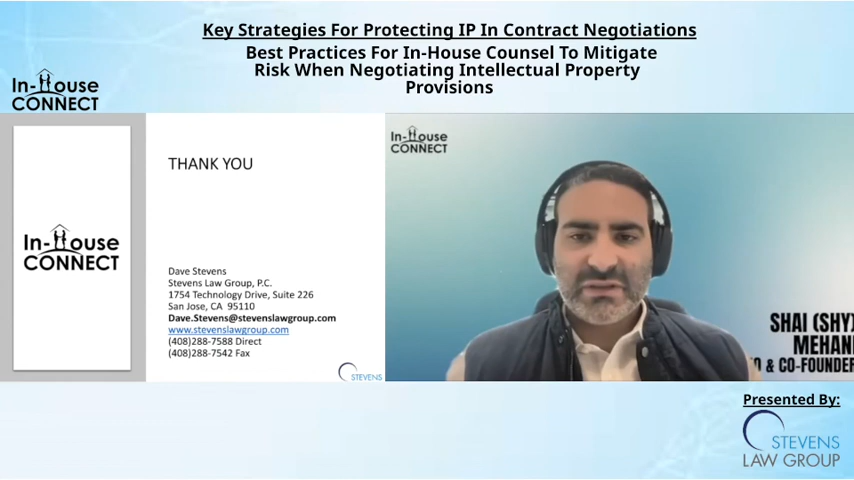 Key Strategies For Protecting IP In Contract Negotiations
Best Practices For In-House Counsel To Mitigate
Risk When Negotiating Intellectual Property
Provisions
In-House
CONNECT
In-House
CONNECT
THANK YOU
Dave Stevens
Stevens Law Group, P.C.
1754 Technology Drive, Suite 226
San Jose, CA 95110
Dave.Stevens@stevenslawgroup.com
www.stevenslawgroup.com
(408)288-7588 Direct
(408)288-7542 Fax
STEVENS
In-House
CONNECT
SHAI (SHY)
MEHANI
O & CO-FOUNDER
Presented By:
STEVENS
LAW GROUP